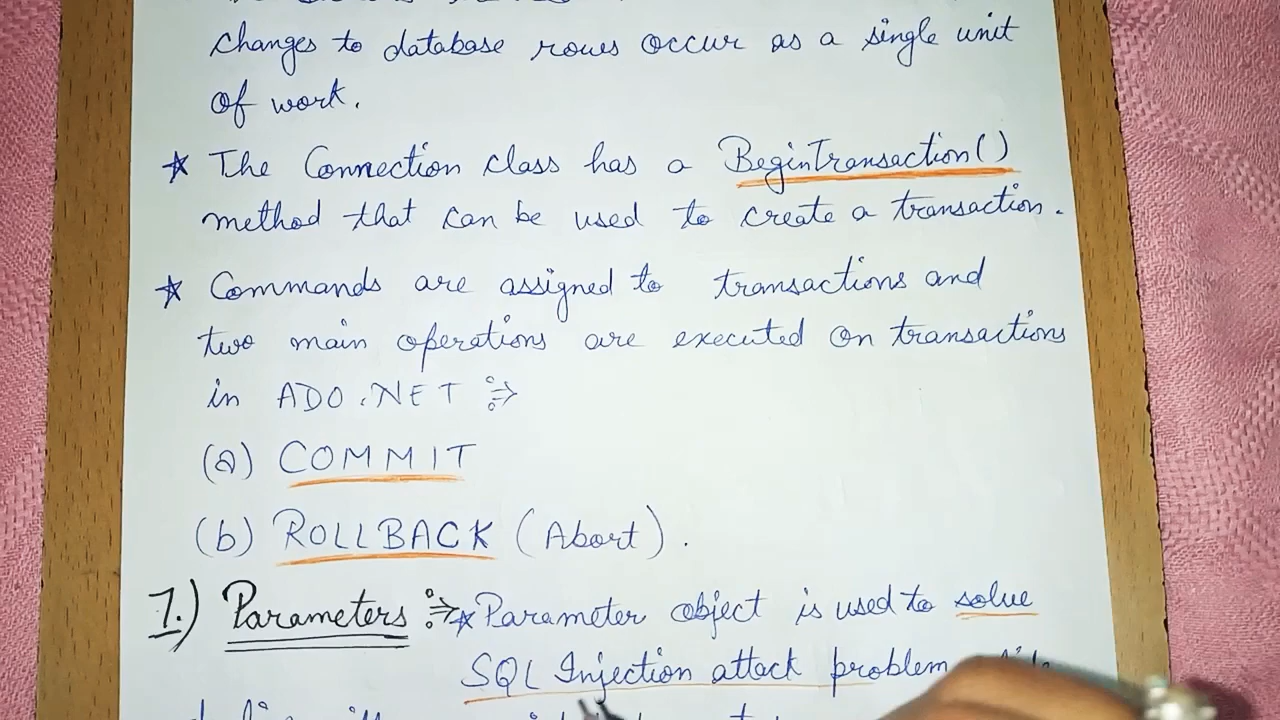 changes to database rows occur as a single unit
of work.
☆ The Connection class has a BeginTransaction()
method that can be used to create a transaction.
☆ Commands are assigned to transactions and
two main operations are executed on transactions
in ADO.NET :->
(a) COMMIT
(b) ROLLBACK (Abort).
7.) Parameters :-> ☆ Parameter object is used to solve
SQL Injection attack problem